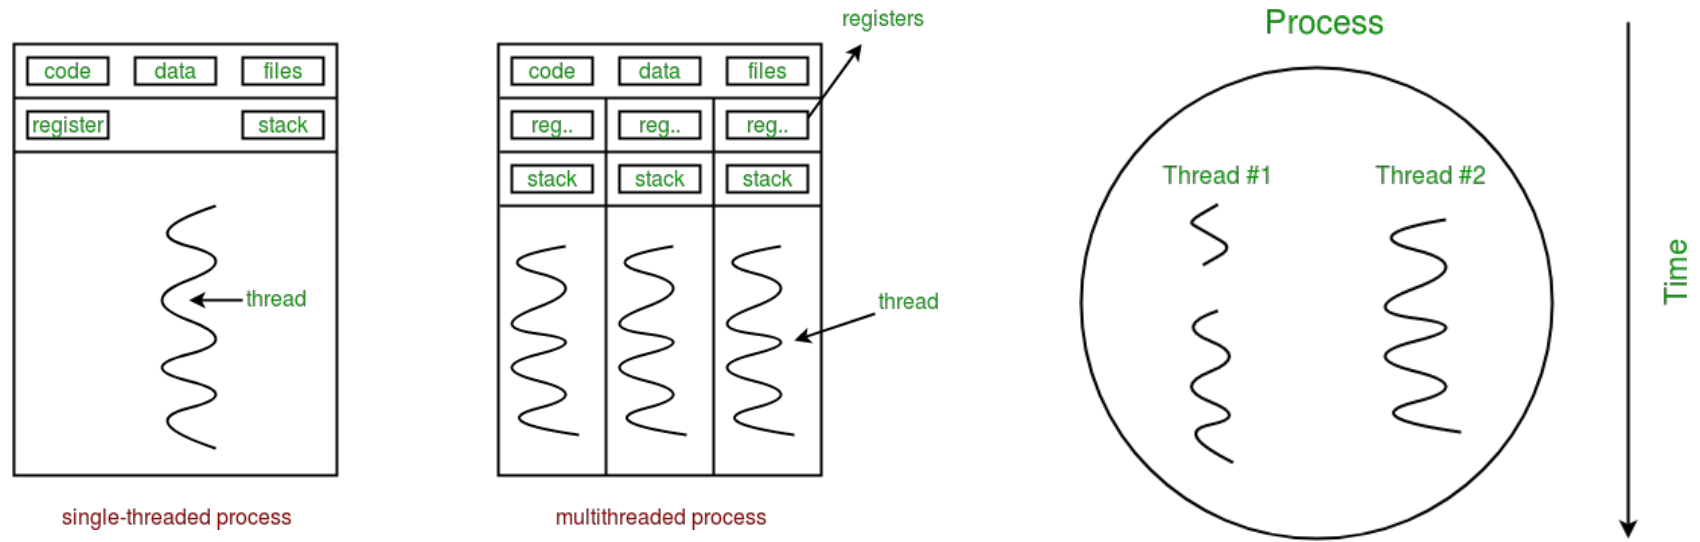 code data files
register stack
thread
single-threaded process
registers
code data files
reg.. reg.. reg..
stack stack stack
thread
multithreaded process
Process
Thread #1 Thread #2
Time